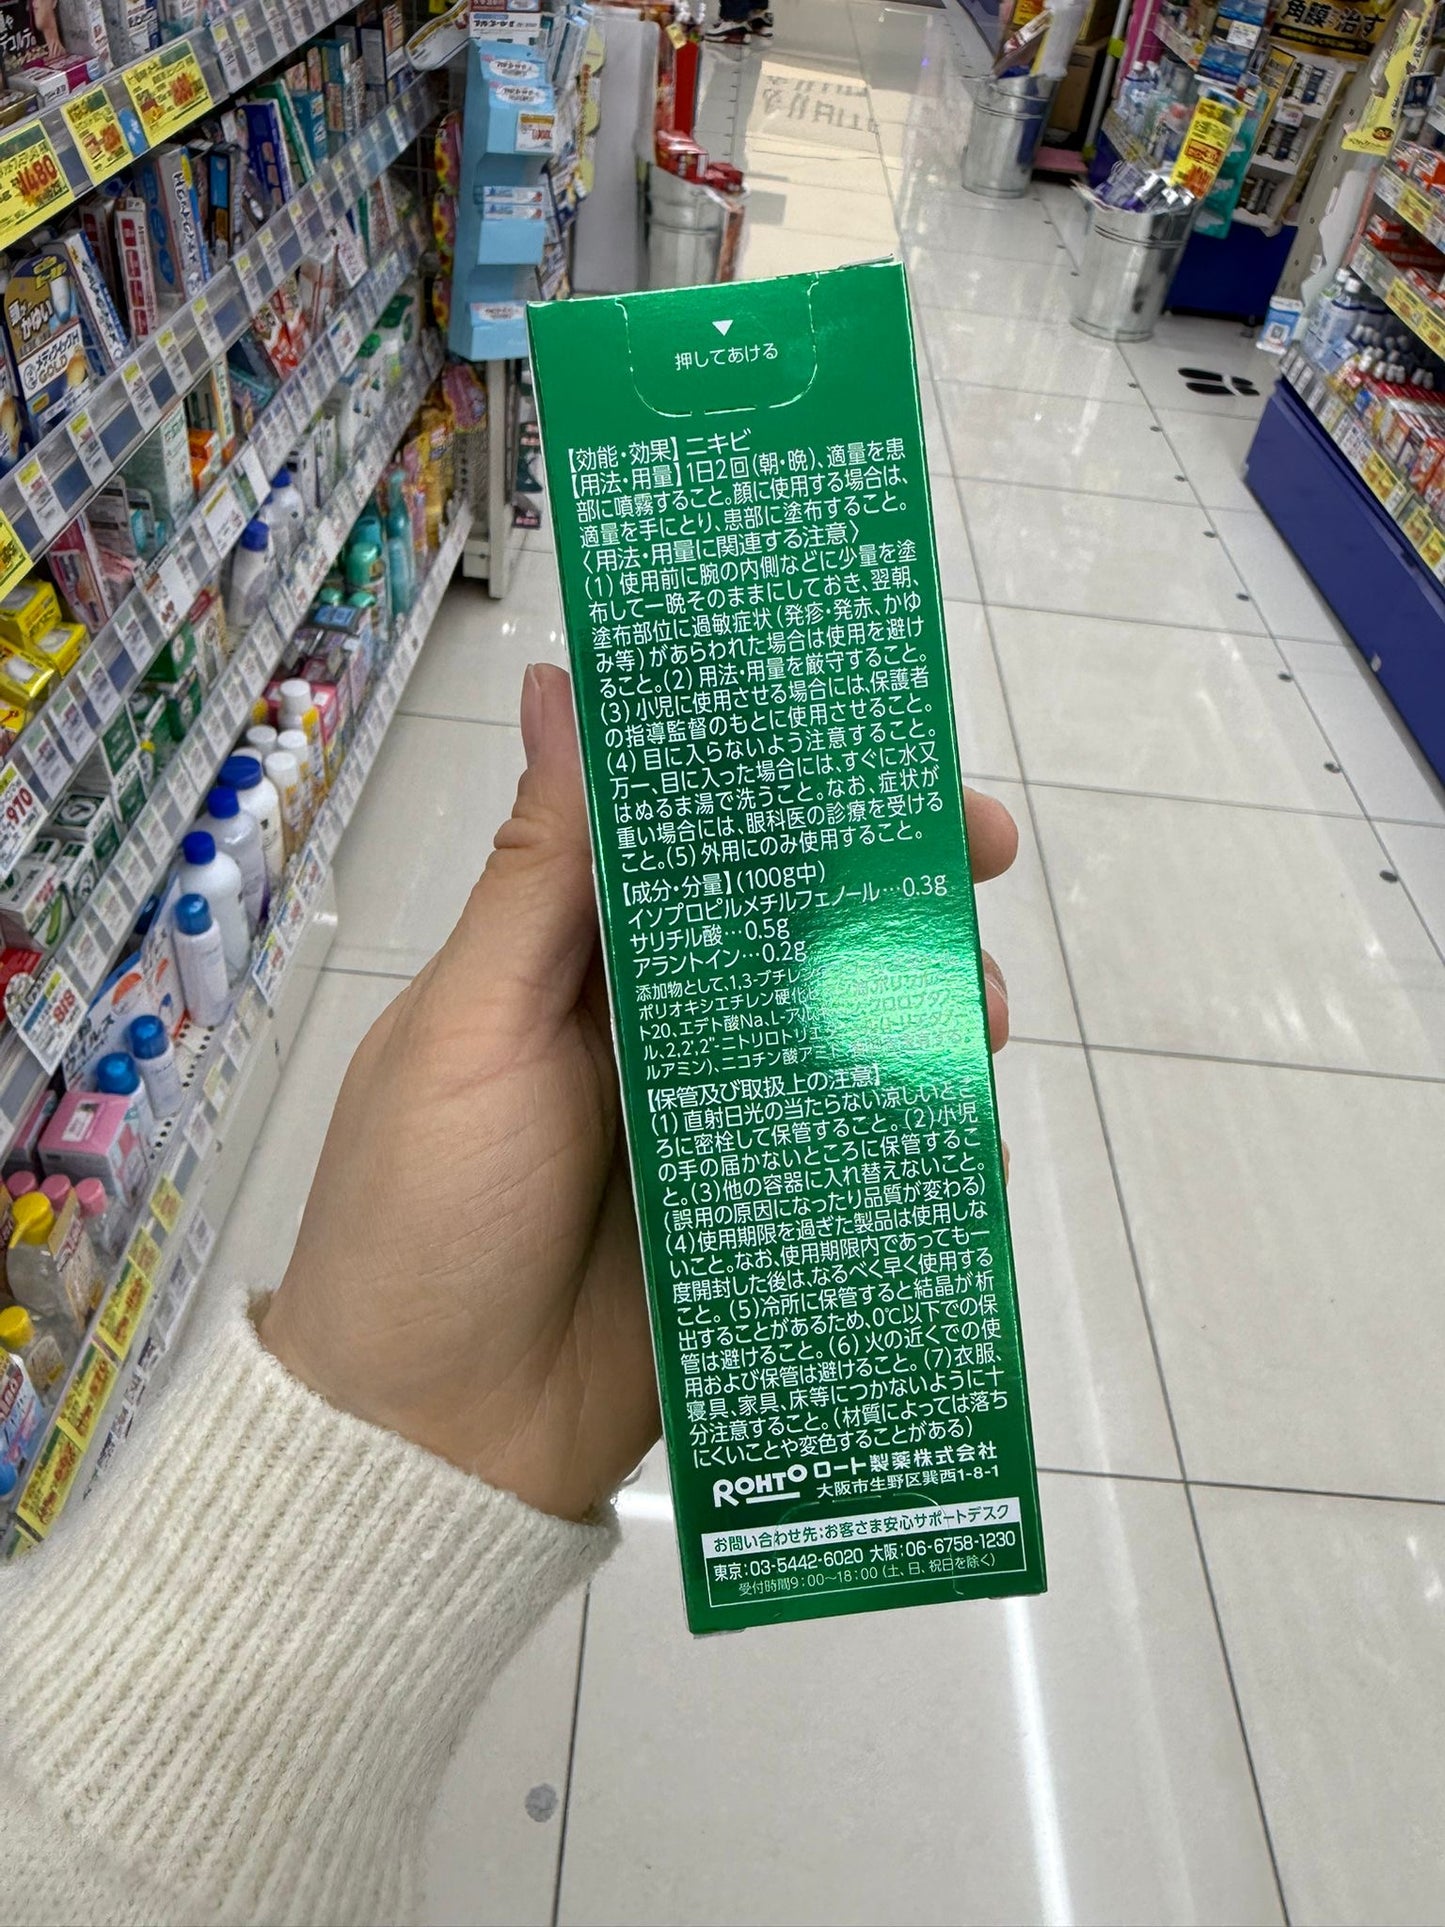 押してあける
【効能・効果】ニキビ
【用法・用量】1日2回(朝・晩)、適量を患
部に噴霧すること。顔に使用する場合は、
適量を手にとり、患部に塗布すること。
〈用法・用量に関連する注意〉
(1) 使用前に腕の内側などに少量を塗
布して一晩そのままにしておき、翌朝、
塗布部位に過敏症状(発疹・発赤、かゆ
み等)があらわれた場合は使用を避け
ること。(2) 用法・用量を厳守すること。
(3) 小児に使用させる場合には、保護者
の指導監督のもとに使用させること。
(4) 目に入らないよう注意すること。
万一、目に入った場合には、すぐに水又
はぬるま湯で洗うこと。なお、症状が
重い場合には、眼科医の診療を受ける
こと。(5) 外用にのみ使用すること。
【成分・分量】(100g中)
イソプロピルメチルフェノール…0.3g
サリチル酸…0.5g
アラントイン…0.2g
添加物として、1,3-ブチレン
ポリオキシエチレン硬化ヒ
ト20、エデト酸Na、L-アル
ル、2,2',2''-ニトリロトリエ
ルアミン)、ニコチン酸アミド
【保管及び取扱上の注意】
(1) 直射日光の当たらない涼しいとこ
ろに密栓して保管すること。(2)小児
の手の届かないところに保管するこ
と。(3)他の容器に入れ替えないこと。
(誤用の原因になったり品質が変わる)
(4)使用期限を過ぎた製品は使用しな
いこと。なお、使用期限内であっても一
度開封した後は、なるべく早く使用する
こと。(5)冷所に保管すると結晶が析
出することがあるため、0℃以下での保
管は避けること。(6) 火の近くでの使
用および保管は避けること。(7)衣服、
寝具、家具、床等につかないように十
分注意すること。(材質によっては落ち
にくいことや変色することがある)
ROHTO ロート製薬株式会社
大阪市生野区巽西1-8-1
お問い合わせ先:お客さま安心サポートデスク
東京:03-5442-6020 大阪:06-6758-1230
受付時間9:00～18:00 (土、日、祝日を除く)
角膜 治す
かゆい
GOLD
970